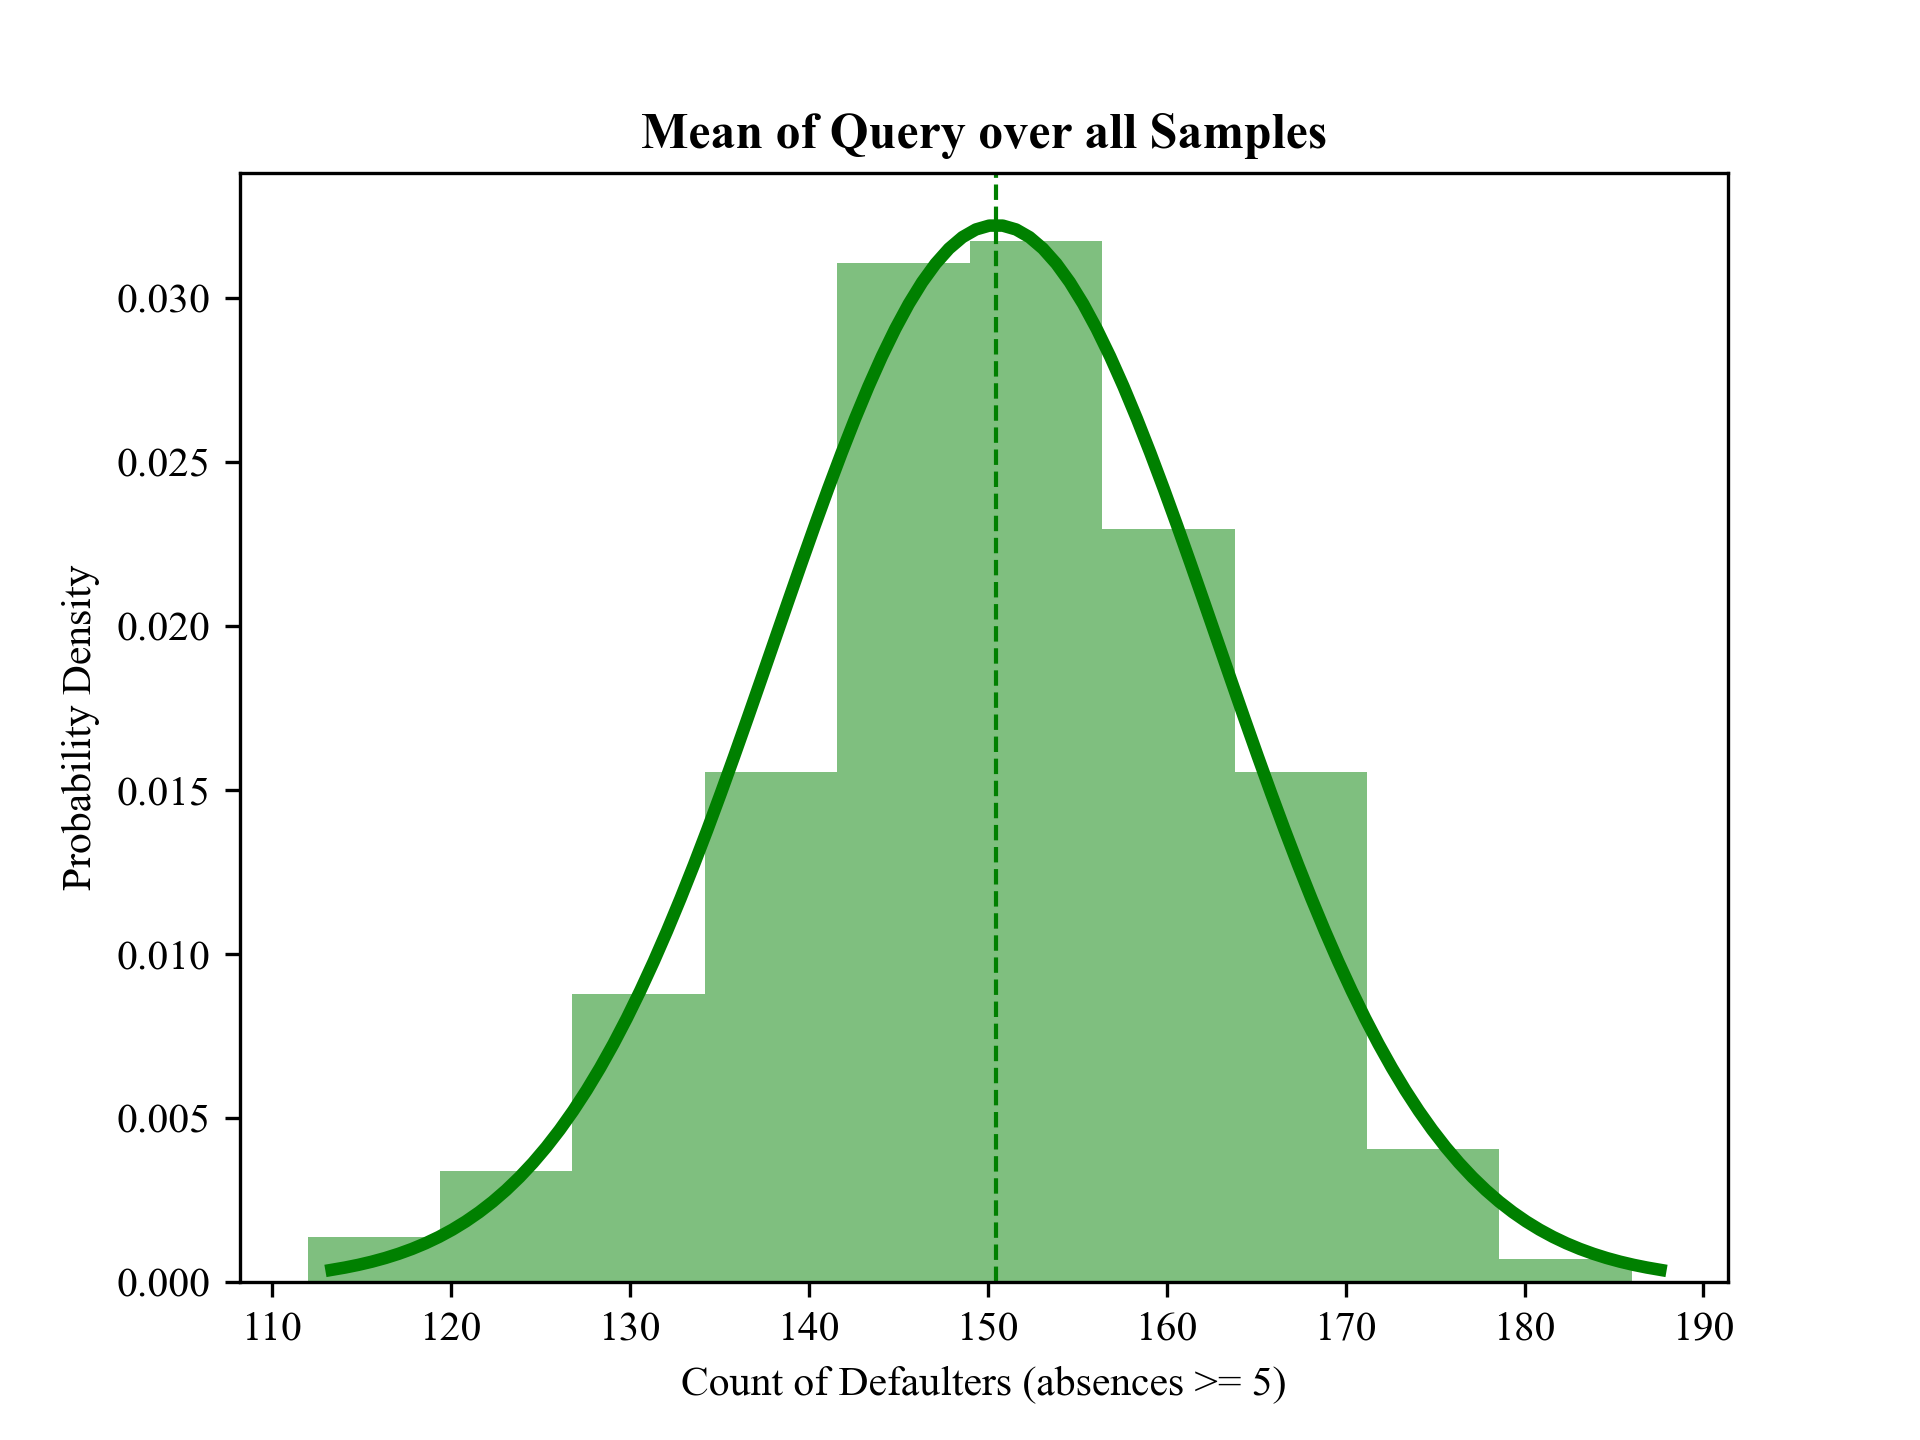 Mean of Query over all Samples
Probability Density
0.030
0.025
0.020
0.015
0.010
0.005
0.000
110 120 130 140 150 160 170 180 190
Count of Defaulters (absences >= 5)